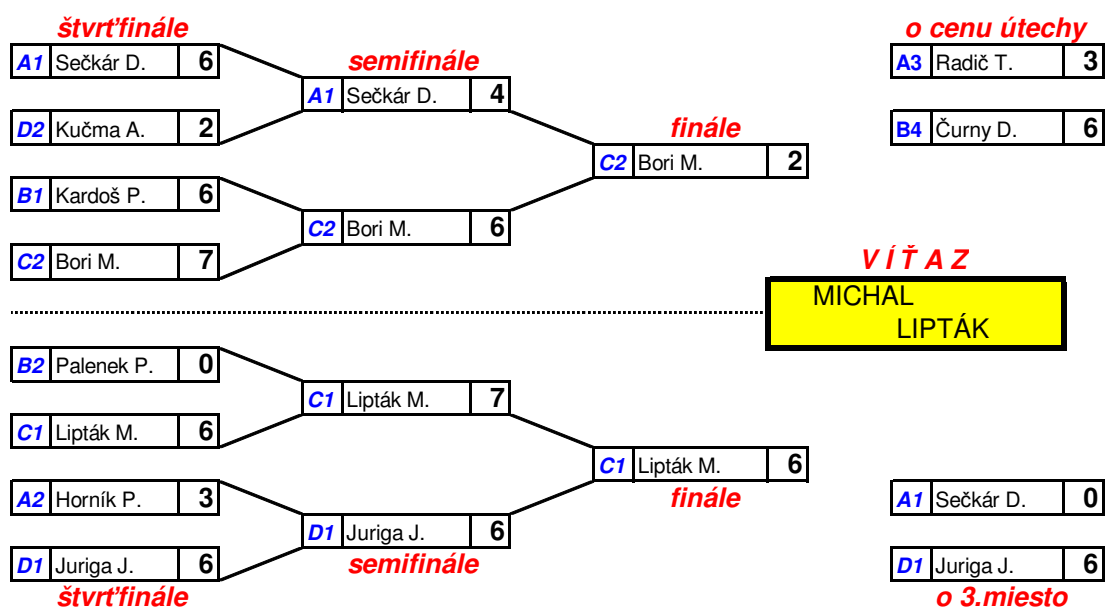 štvrťfinále
A1 Sečkár D. 6
D2 Kučma A. 2
B1 Kardoš P. 6
C2 Bori M. 7
semifinále
A1 Sečkár D. 4
C2 Bori M. 6
finále
C2 Bori M. 2
o cenu útechy
A3 Radič T. 3
B4 Čurny D. 6
VÍŤAZ
MICHAL
LIPTÁK
B2 Palenek P. 0
C1 Lipták M. 6
A2 Horník P. 3
D1 Juriga J. 6
štvrťfinále
C1 Lipták M. 7
D1 Juriga J. 6
semifinále
C1 Lipták M. 6
finále
A1 Sečkár D. 0
D1 Juriga J. 6
o 3.miesto